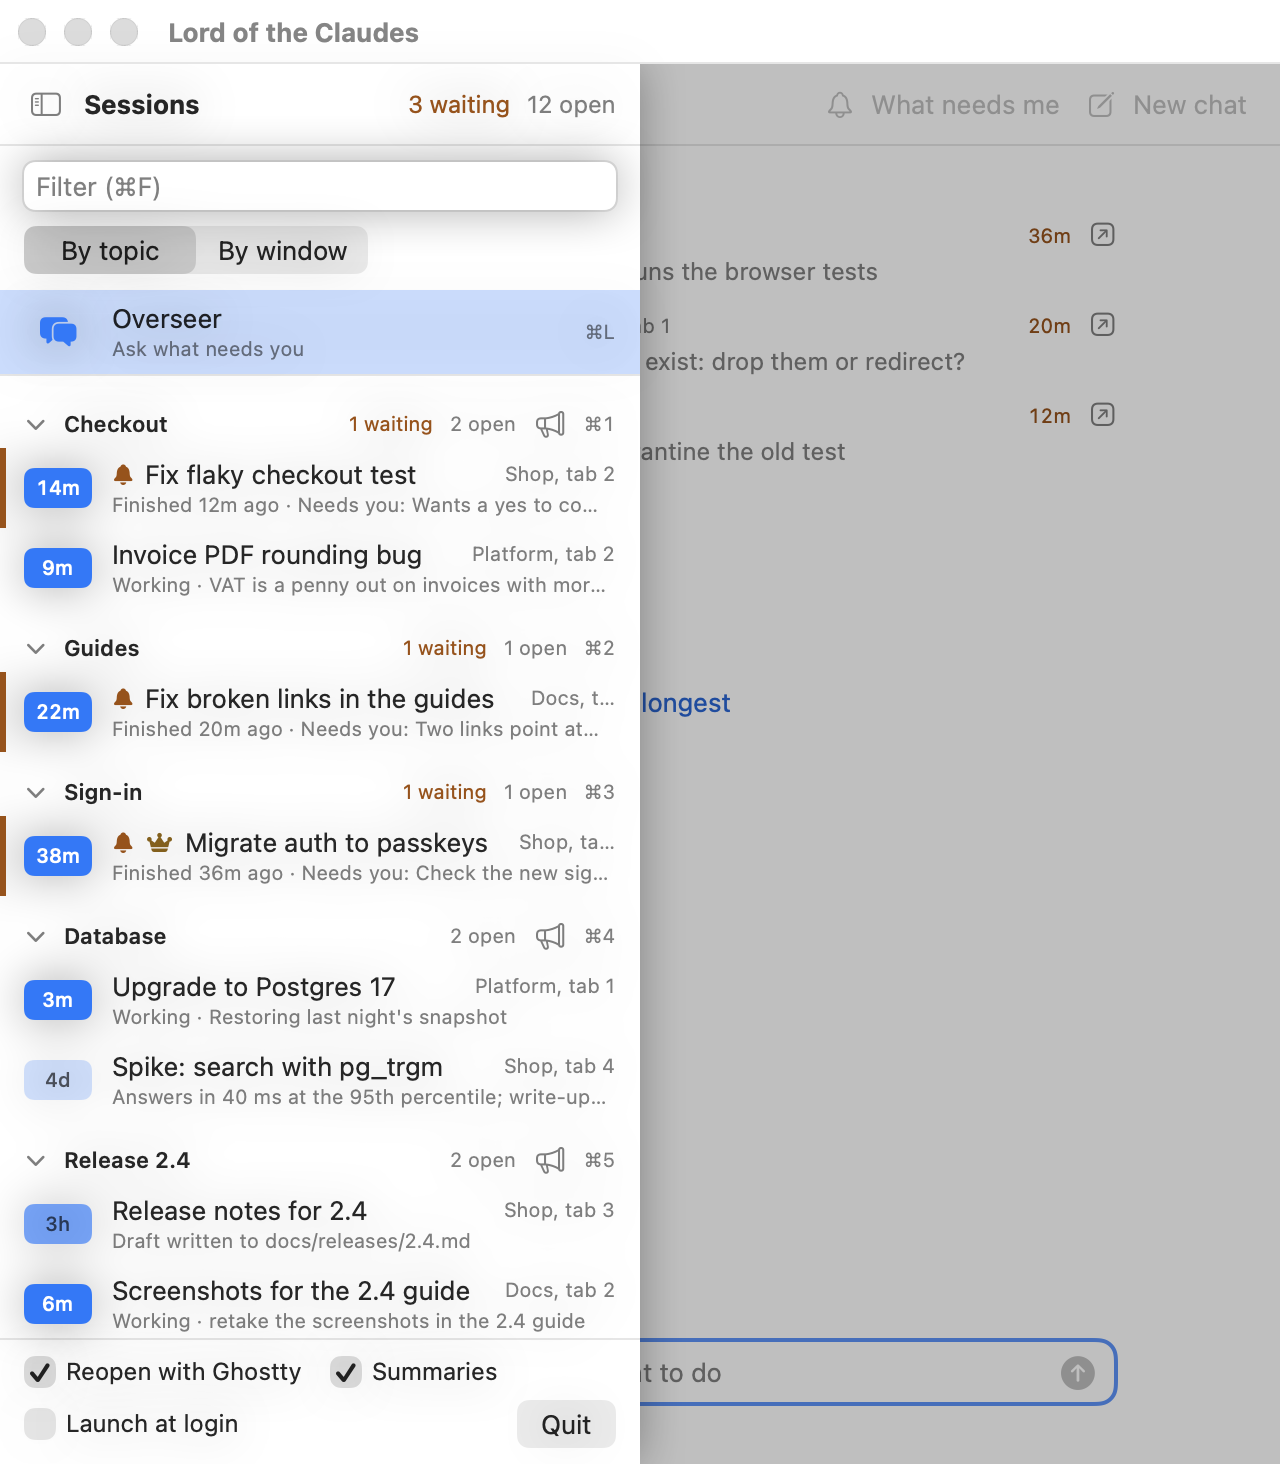 Lord of the Claudes
Sessions 3 waiting 12 open
What needs me New chat
Filter (⌘F)
By topic By window
Overseer
Ask what needs you
⌘L
Checkout 1 waiting 2 open ⌘1
14m Fix flaky checkout test Shop, tab 2
Finished 12m ago · Needs you: Wants a yes to co…
9m Invoice PDF rounding bug Platform, tab 2
Working · VAT is a penny out on invoices with mor…
Guides 1 waiting 1 open ⌘2
22m Fix broken links in the guides Docs, t…
Finished 20m ago · Needs you: Two links point at…
Sign-in 1 waiting 1 open ⌘3
38m Migrate auth to passkeys Shop, ta…
Finished 36m ago · Needs you: Check the new sig…
Database 2 open ⌘4
3m Upgrade to Postgres 17 Platform, tab 1
Working · Restoring last night's snapshot
4d Spike: search with pg_trgm Shop, tab 4
Answers in 40 ms at the 95th percentile; write-up…
Release 2.4 2 open ⌘5
3h Release notes for 2.4 Shop, tab 3
Draft written to docs/releases/2.4.md
6m Screenshots for the 2.4 guide Docs, tab 2
Working · retake the screenshots in the 2.4 guide
Reopen with Ghostty Summaries
Launch at login Quit
36m
the browser tests
1 20m
exist: drop them or redirect?
12m
the old test
longest
to do